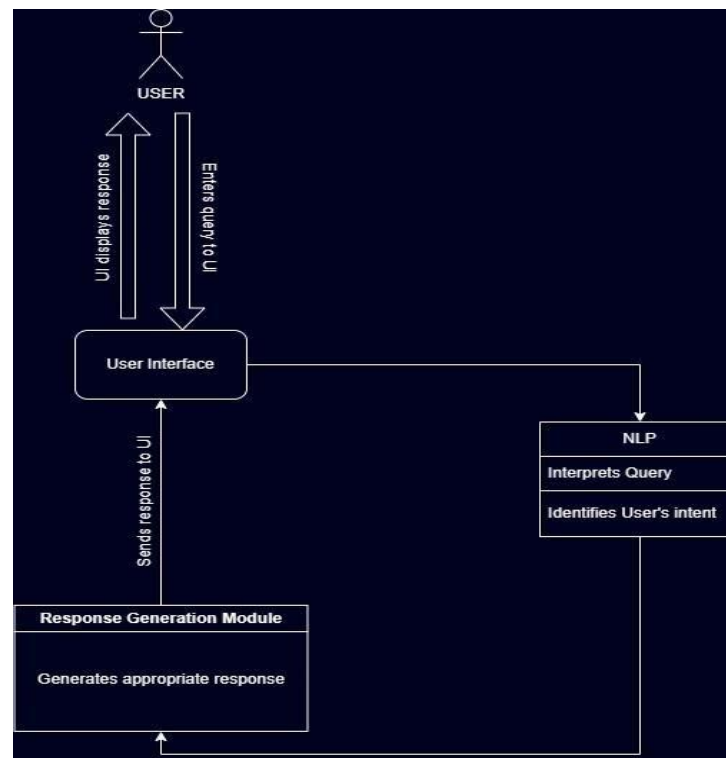 USER
UI displays response
Enters query to UI
User Interface
NLP
Interprets Query
Identifies User's intent
Sends response to UI
Response Generation Module
Generates appropriate response